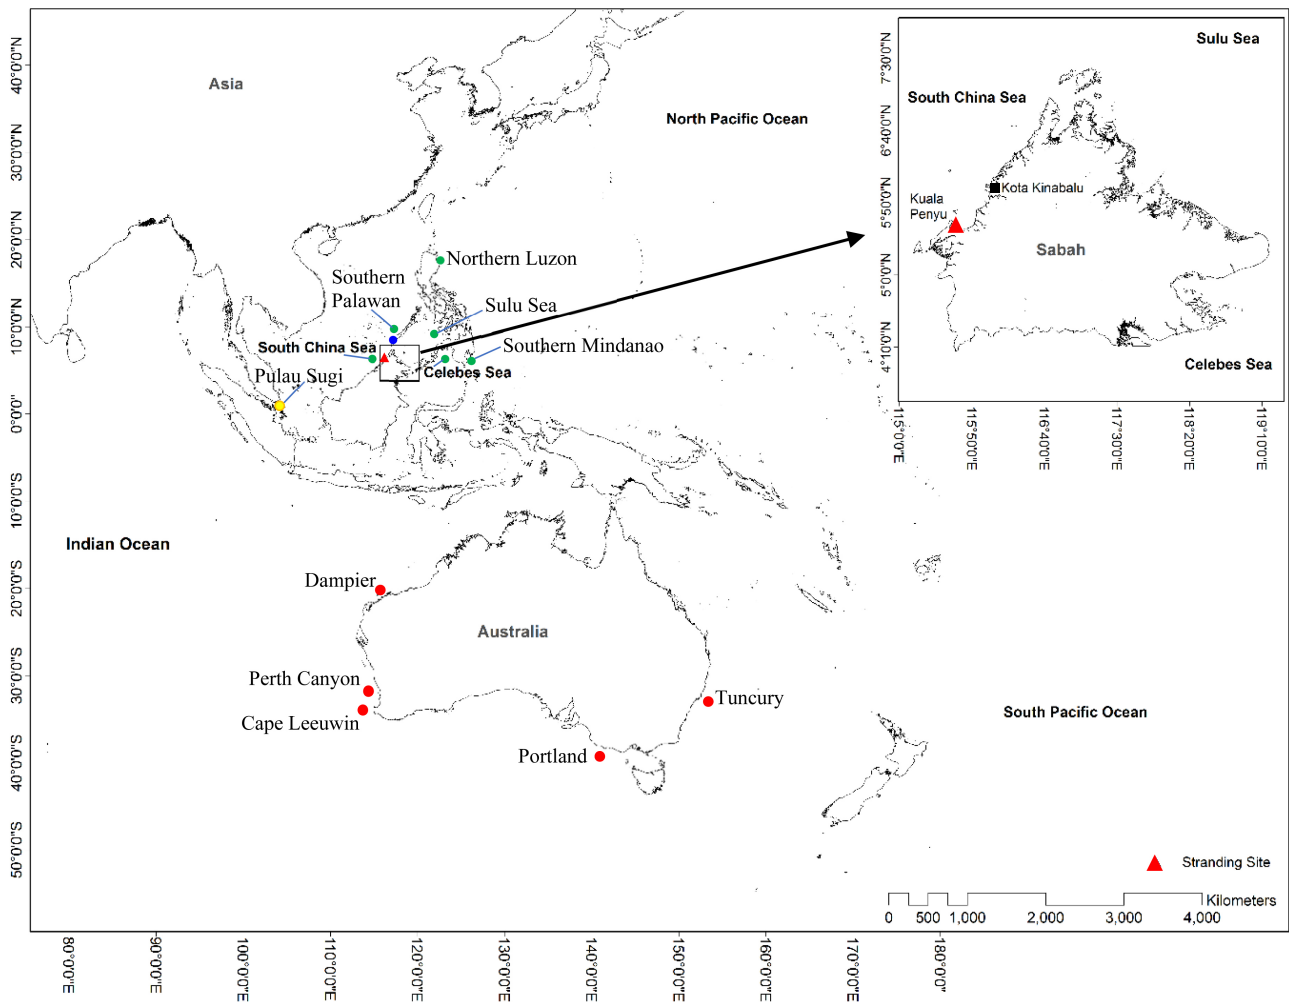 Asia
North Pacific Ocean
Northern Luzon
Southern
Palawan
Sulu Sea
South China Sea
Southern Mindanao
Celebes Sea
Pulau Sugi
Indian Ocean
Dampier
Australia
Perth Canyon
Cape Leeuwin
Tuncury
Portland
South Pacific Ocean
Stranding Site
Kilometers
0 500 1,000 2,000 3,000 4,000
40°0'0"N
30°0'0"N
20°0'0"N
10°0'0"N
0°0'0"
10°0'0"S
20°0'0"S
30°0'0"S
40°0'0"S
50°0'0"S
80°0'0"E
90°0'0"E
100°0'0"E
110°0'0"E
120°0'0"E
130°0'0"E
140°0'0"E
150°0'0"E
160°0'0"E
170°0'0"E
180°0'0"
Sulu Sea
South China Sea
Kota Kinabalu
Kuala
Penyu
Sabah
Celebes Sea
7°30'0"N
6°40'0"N
5°50'0"N
5°0'0"N
4°10'0"N
115°0'0"E
115°50'0"E
116°40'0"E
117°30'0"E
118°20'0"E
119°10'0"E